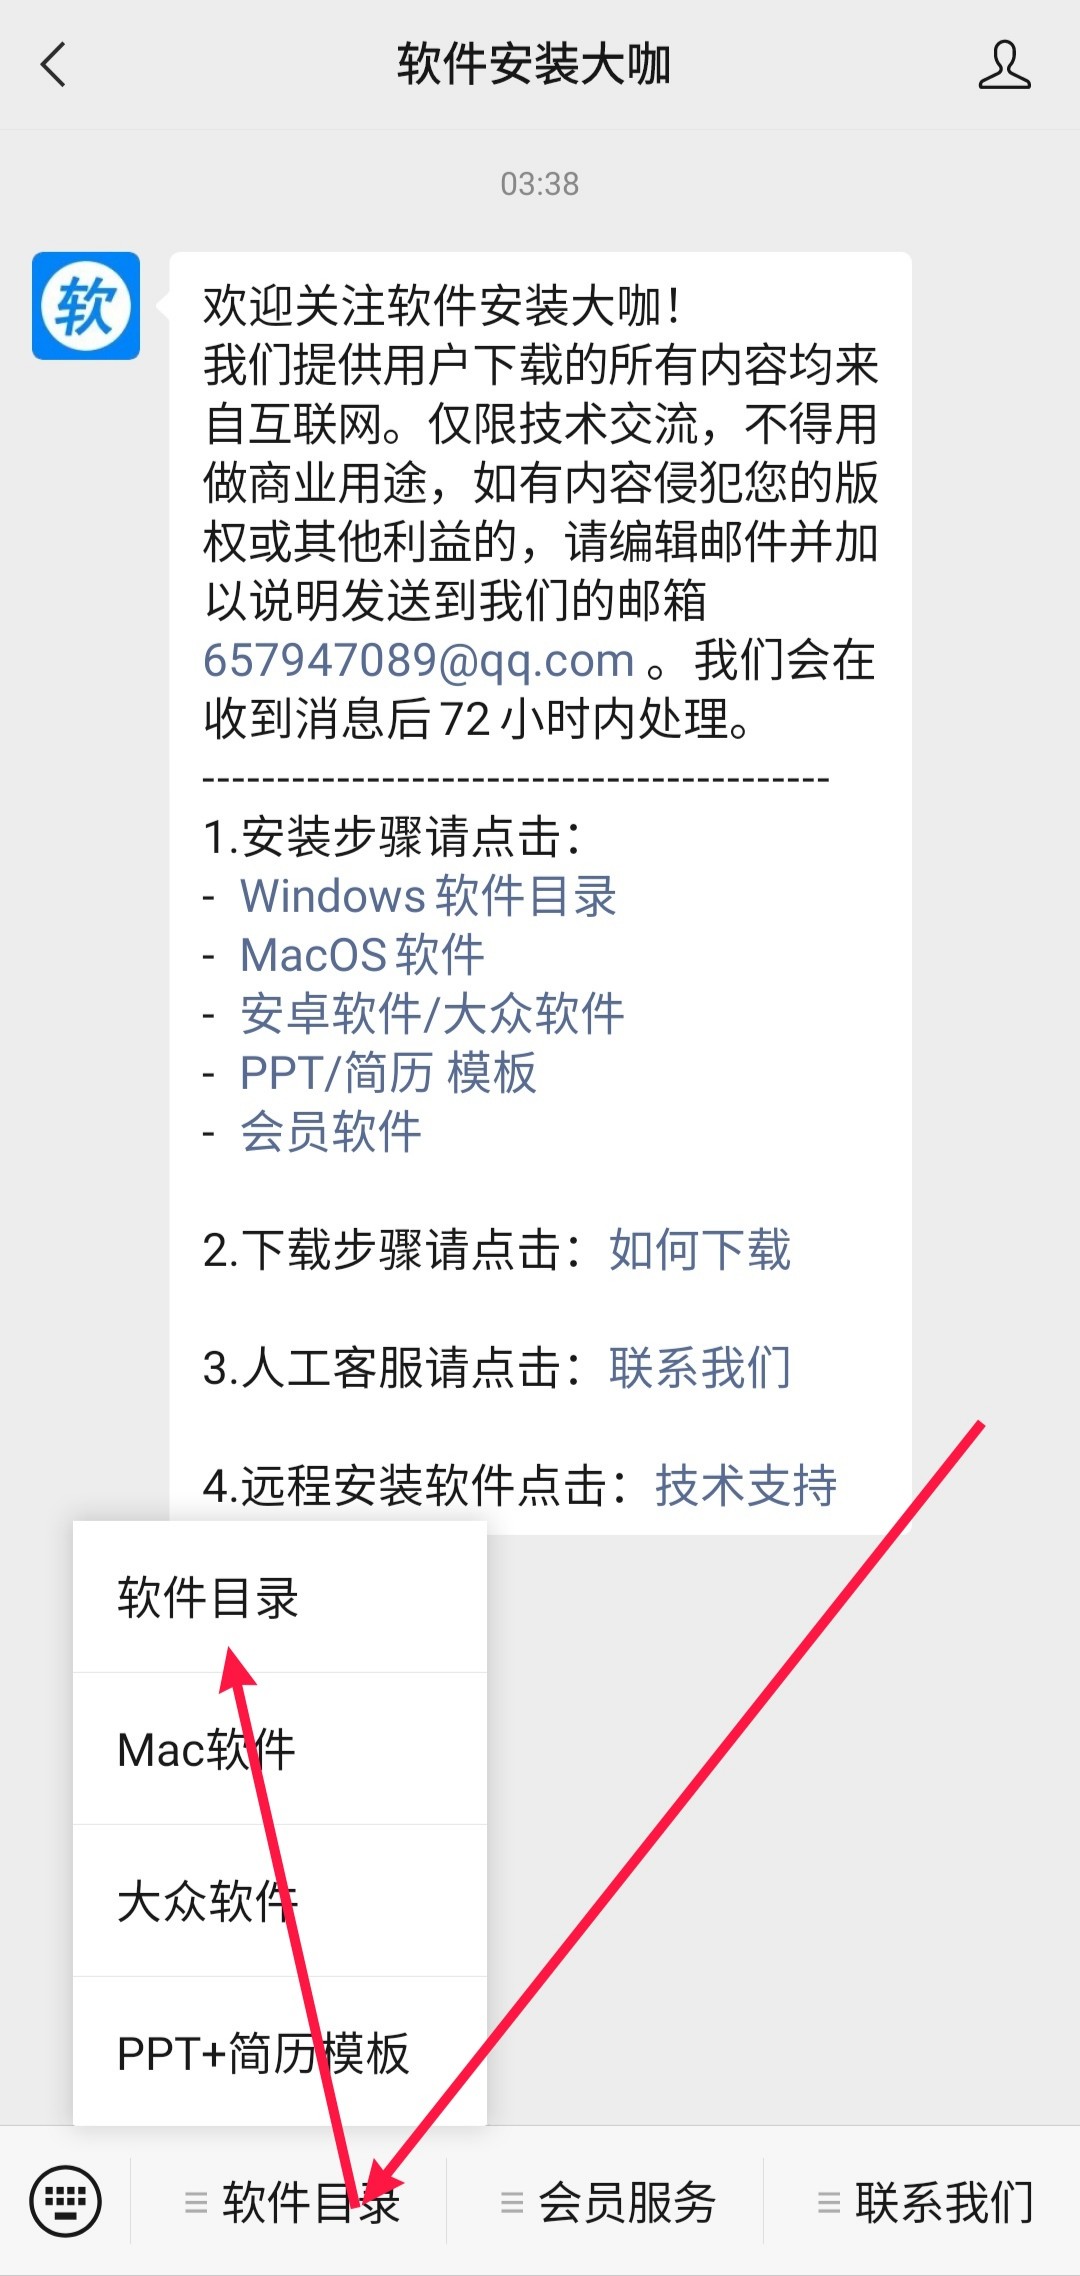 软件安装大咖
03:38
软
欢迎关注软件安装大咖！
我们提供用户下载的所有内容均来
自互联网。仅限技术交流，不得用
做商业用途，如有内容侵犯您的版
权或其他利益的，请编辑邮件并加
以说明发送到我们的邮箱
657947089@qq.com 。我们会在
收到消息后72小时内处理。
------------------------------------------
1.安装步骤请点击：
- Windows软件目录
- MacOS软件
- 安卓软件/大众软件
- PPT/简历 模板
- 会员软件
2.下载步骤请点击：如何下载
3.人工客服请点击：联系我们
4.远程安装软件点击：技术支持
软件目录
Mac软件
大众软件
PPT+简历模板
软件目录
会员服务
联系我们